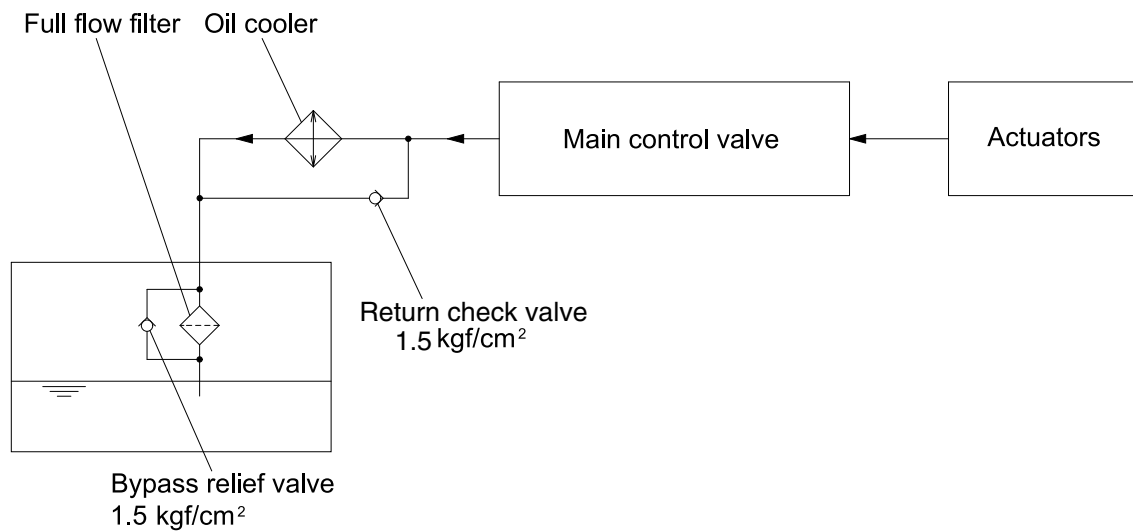 Full flow filter
Oil cooler
Main control valve
Actuators
Return check valve
1.5 kgf/cm²
Bypass relief valve
1.5 kgf/cm²